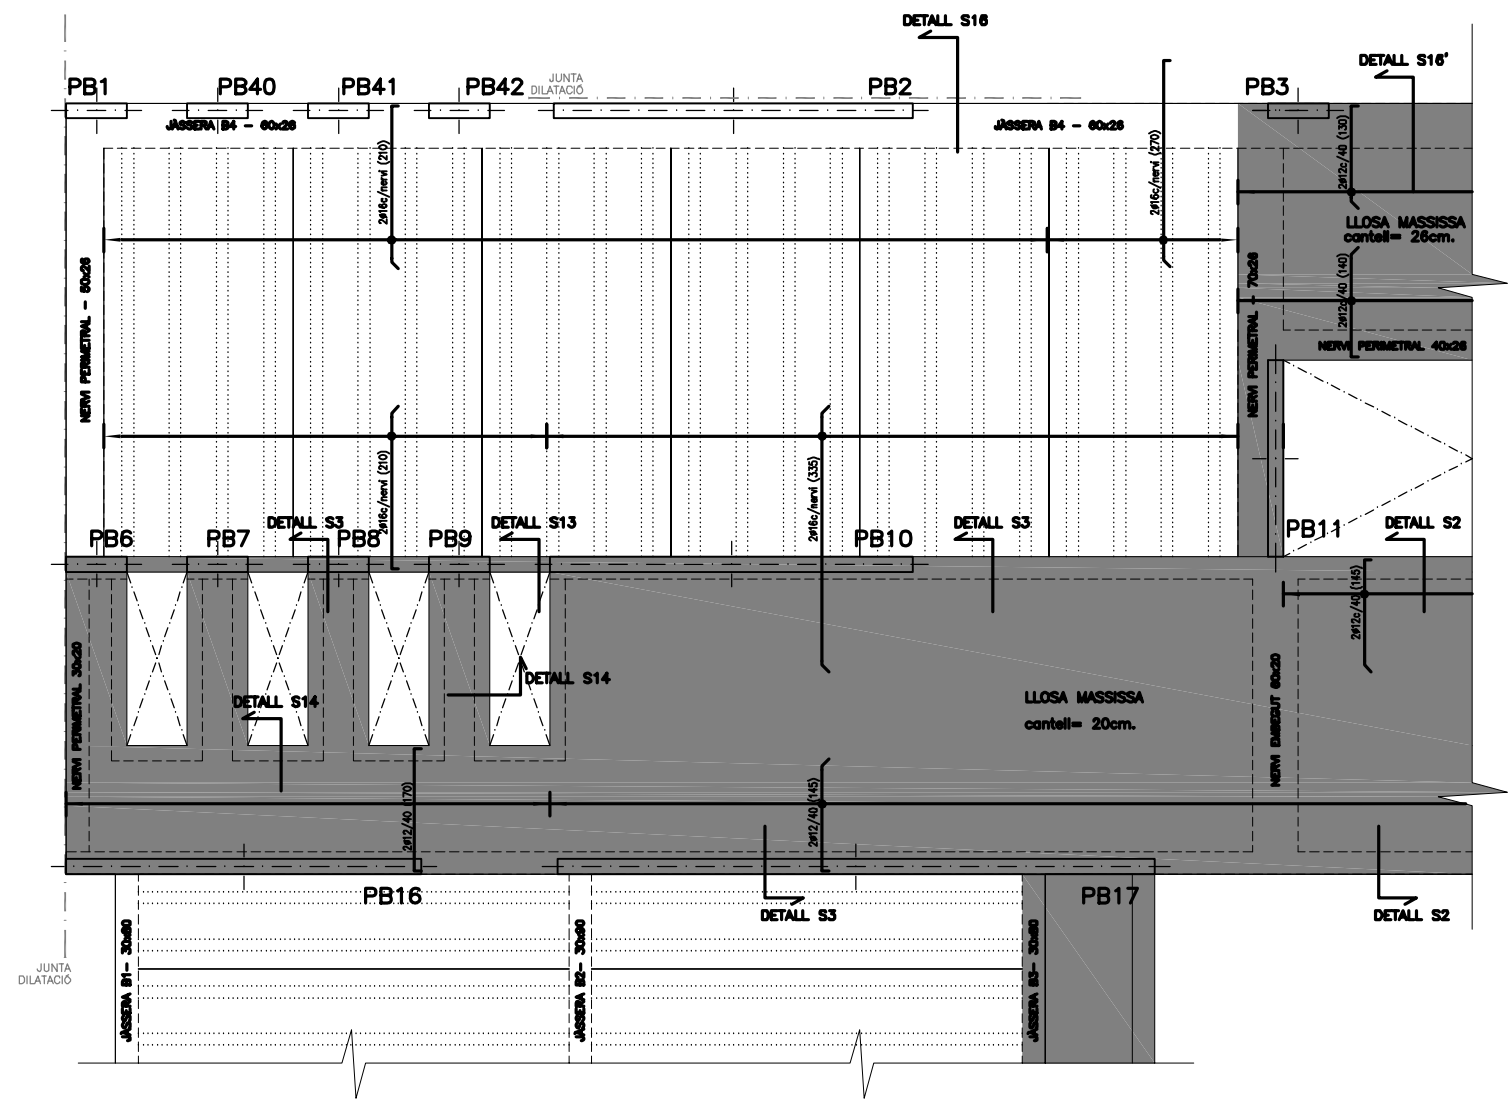 DETALL S16
DETALL S16'
PB1
PB40
PB41
PB42
JUNTA
DILATACIÓ
PB2
PB3
JÀSSERA B4 - 60x26
JÀSSERA B4 - 60x26
2ø16c/nervi (210)
2ø16c/nervi (270)
2ø12c/40 (130)
LLOSA MASSISSA
cantell= 26cm.
NERVI PERIMETRAL - 50x26
NERVI PERIMETRAL - 70x26
2ø12c/40 (140)
NERVI PERIMETRAL 40x26
2ø16c/nervi (210)
2ø16c/nervi (335)
DETALL S3
DETALL S13
DETALL S3
DETALL S2
PB6
PB7
PB8
PB9
PB10
PB11
2ø12c/40 (145)
NERVI PERIMETRAL 30x20
DETALL S14
DETALL S14
LLOSA MASSISSA
cantell= 20cm.
NERVI EMBEGUT 60x20
2ø12/40 (170)
2ø12/40 (145)
PB16
PB17
DETALL S3
DETALL S2
JÀSSERA B1- 30x90
JÀSSERA B2- 30x90
JÀSSERA B3- 30x90
JUNTA
DILATACIÓ